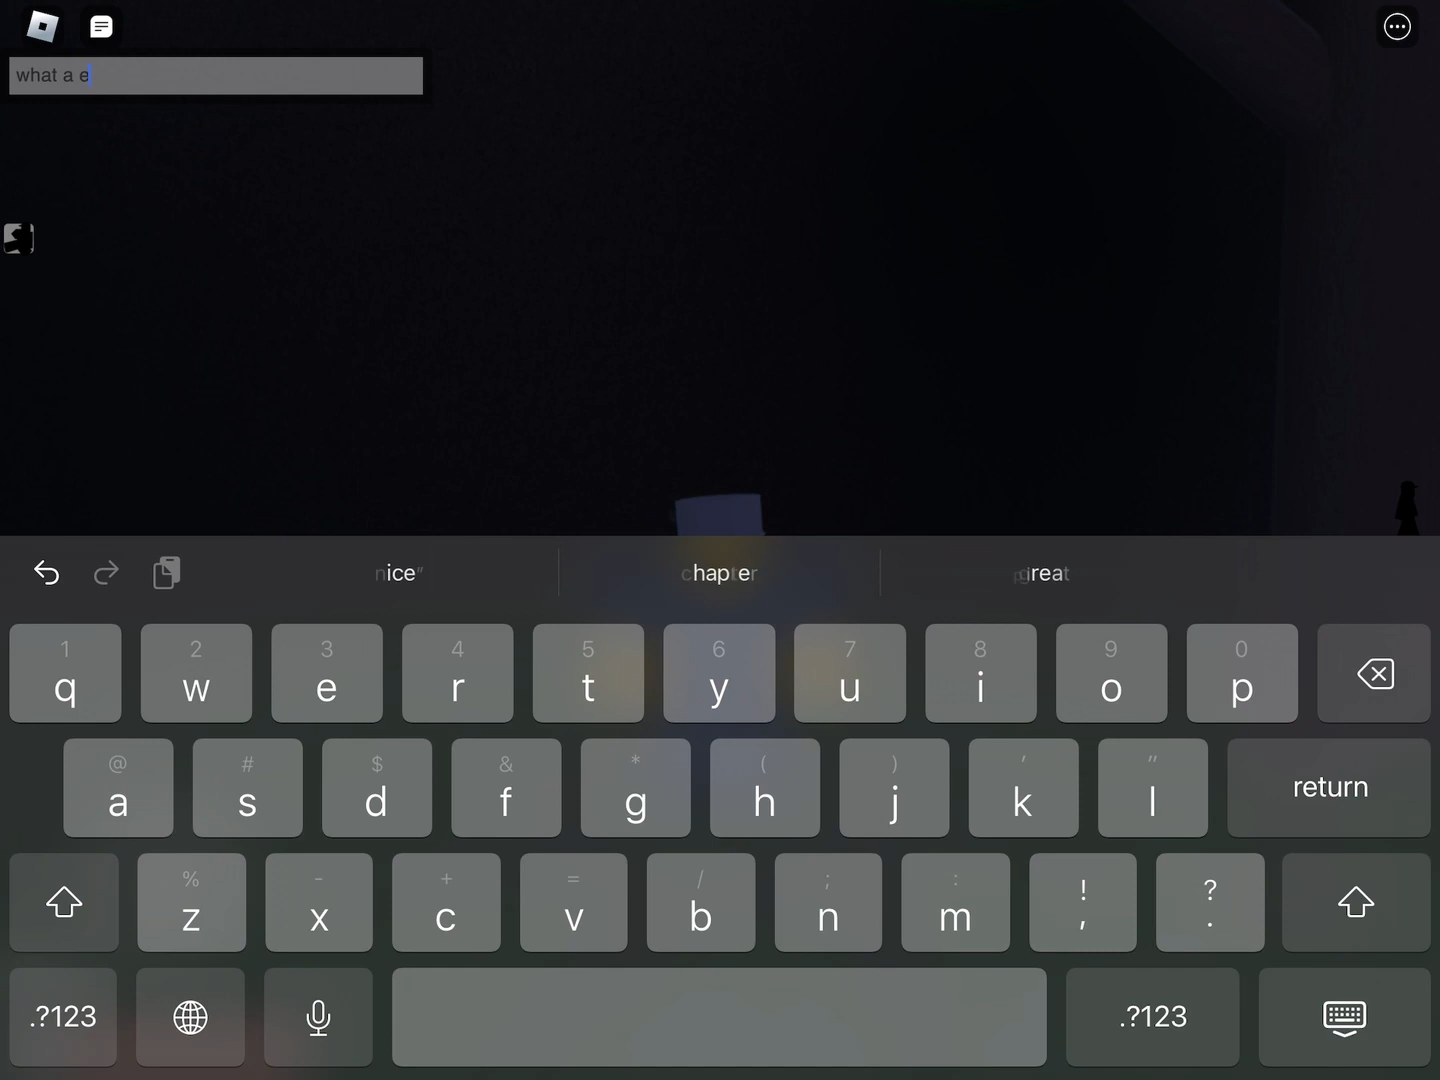 what a e
nice chapter great
1 2 3 4 5 6 7 8 9 0
q w e r t y u i o p
@ # $ & * ( ) ' "
a s d f g h j k l return
% - + = / ; : ! ?
z x c v b n m , .
.?123 .?123